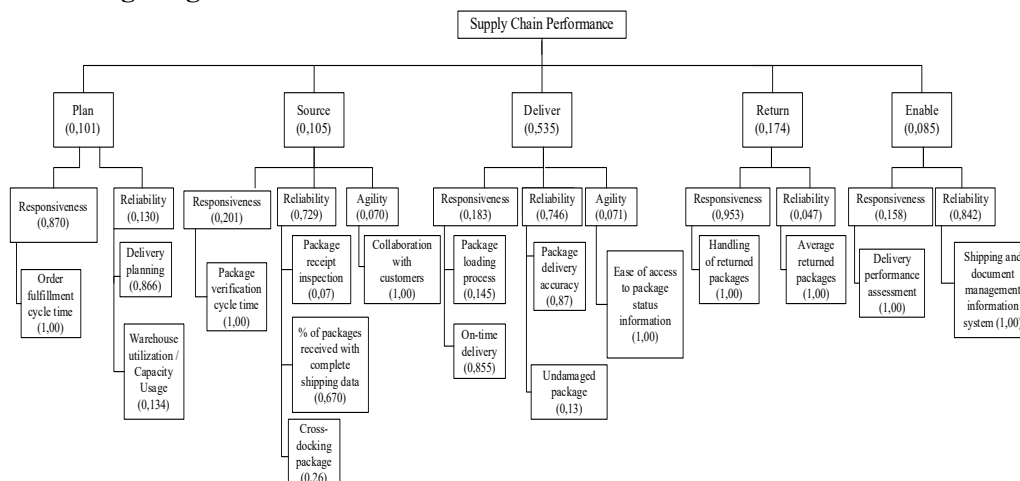 Supply Chain Performance
Plan
(0,101)
Source
(0,105)
Deliver
(0,535)
Return
(0,174)
Enable
(0,085)
Responsiveness
(0,870)
Reliability
(0,130)
Responsiveness
(0,201)
Reliability
(0,729)
Agility
(0,070)
Responsiveness
(0,183)
Reliability
(0,746)
Agility
(0,071)
Responsiveness
(0,953)
Reliability
(0,047)
Responsiveness
(0,158)
Reliability
(0,842)
Order
fulfillment
cycle time
(1,00)
Delivery
planning
(0,866)
Warehouse
utilization /
Capacity
Usage
(0,134)
Package
verification
cycle time
(1,00)
Package
receipt
inspection
(0,07)
% of packages
received with
complete
shipping data
(0,670)
Cross-
docking
package
(0,26)
Collaboration
with
customers
(1,00)
Package
loading
process
(0,145)
On-time
delivery
(0,855)
Package
delivery
accuracy
(0,87)
Undamaged
package
(0,13)
Ease of access
to package
status
information
(1,00)
Handling of
returned
packages
(1,00)
Average
returned
packages
(1,00)
Delivery
performance
assessment
(1,00)
Shipping and
document
management
information
system (1,00)